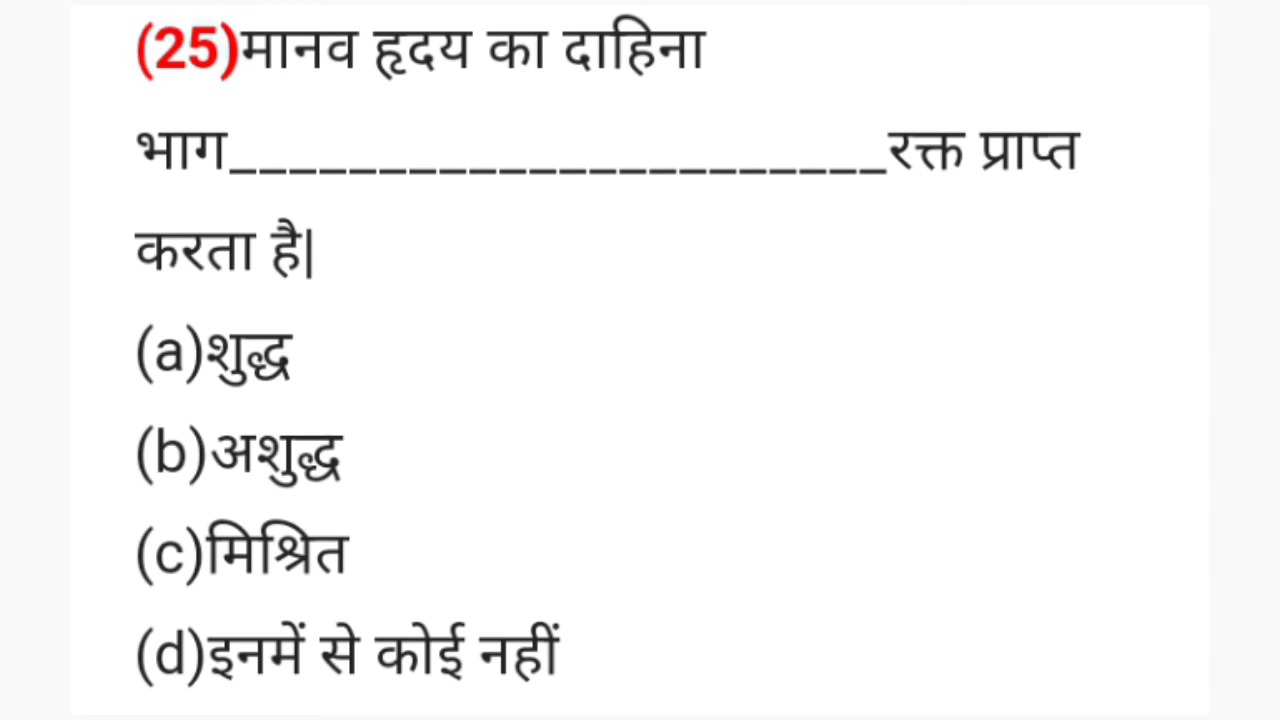 (25)मानव हृदय का दाहिना
भाग______________________रक्त प्राप्त
करता है|
(a)शुद्ध
(b)अशुद्ध
(c)मिश्रित
(d)इनमें से कोई नहीं